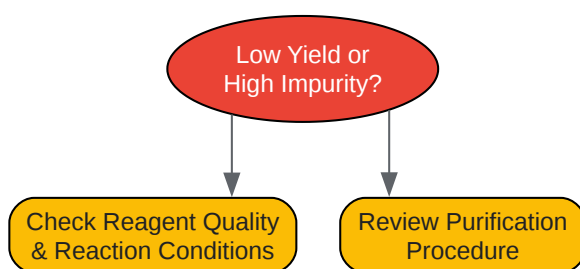 Low Yield or
High Impurity?
Check Reagent Quality
& Reaction Conditions
Review Purification
Procedure